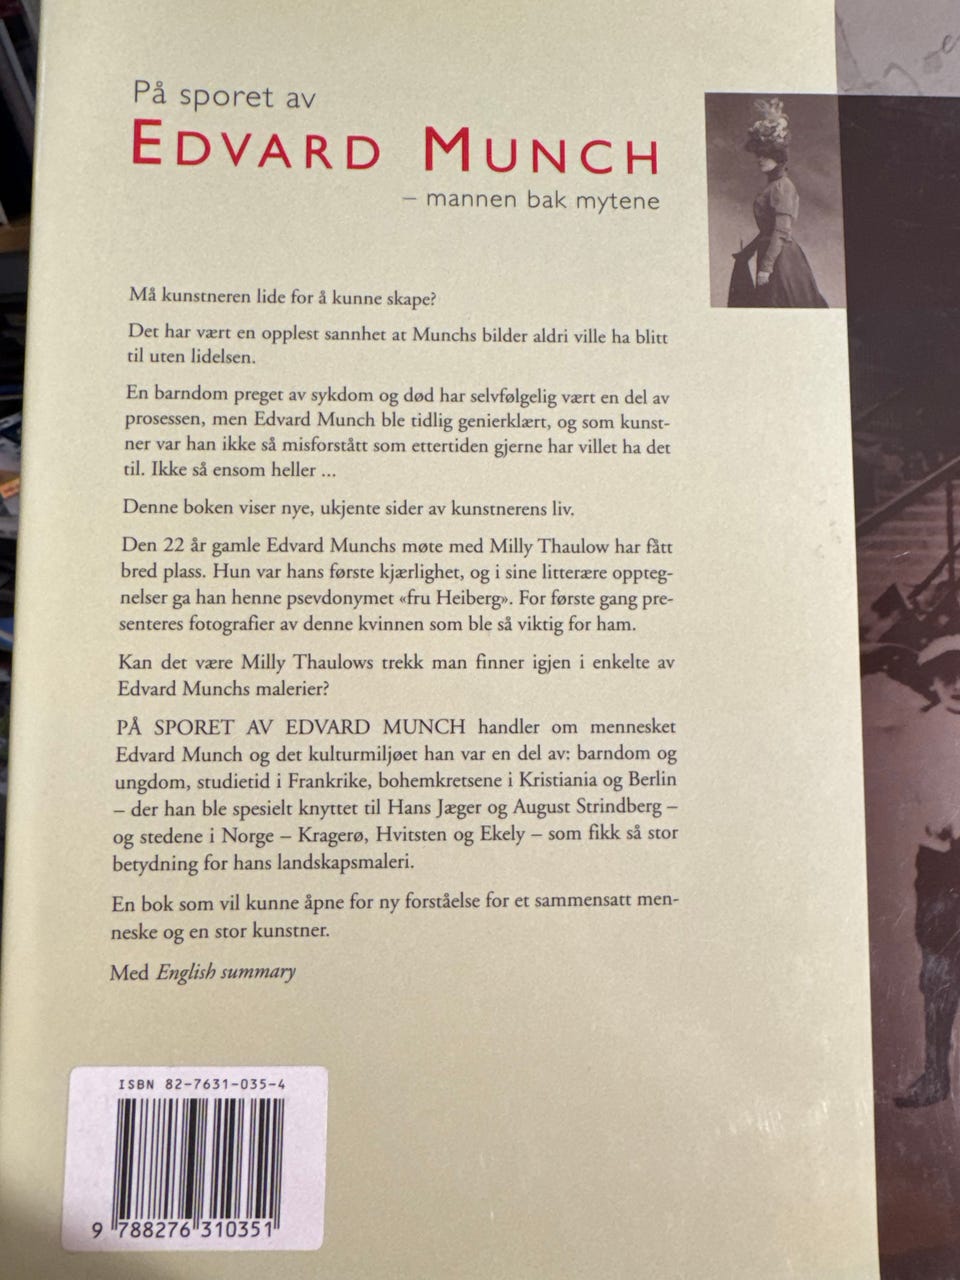 På sporet av
EDVARD MUNCH
– mannen bak mytene
Må kunstneren lide for å kunne skape?
Det har vært en opplest sannhet at Munchs bilder aldri ville ha blitt
til uten lidelsen.
En barndom preget av sykdom og død har selvfølgelig vært en del av
prosessen, men Edvard Munch ble tidlig genierklært, og som kunst-
ner var han ikke så misforstått som ettertiden gjerne har villet ha det
til. Ikke så ensom heller ...
Denne boken viser nye, ukjente sider av kunstnerens liv.
Den 22 år gamle Edvard Munchs møte med Milly Thaulow har fått
bred plass. Hun var hans første kjærlighet, og i sine litterære oppteg-
nelser ga han henne psevdonymet «fru Heiberg». For første gang pre-
senteres fotografier av denne kvinnen som ble så viktig for ham.
Kan det være Milly Thaulows trekk man finner igjen i enkelte av
Edvard Munchs malerier?
PÅ SPORET AV EDVARD MUNCH handler om mennesket
Edvard Munch og det kulturmiljøet han var en del av: barndom og
ungdom, studietid i Frankrike, bohemkretsene i Kristiania og Berlin
– der han ble spesielt knyttet til Hans Jæger og August Strindberg –
og stedene i Norge – Kragerø, Hvitsten og Ekely – som fikk så stor
betydning for hans landskapsmaleri.
En bok som vil kunne åpne for ny forståelse for et sammensatt men-
neske og en stor kunstner.
Med English summary
ISBN 82-7631-035-4
9 788276 310351